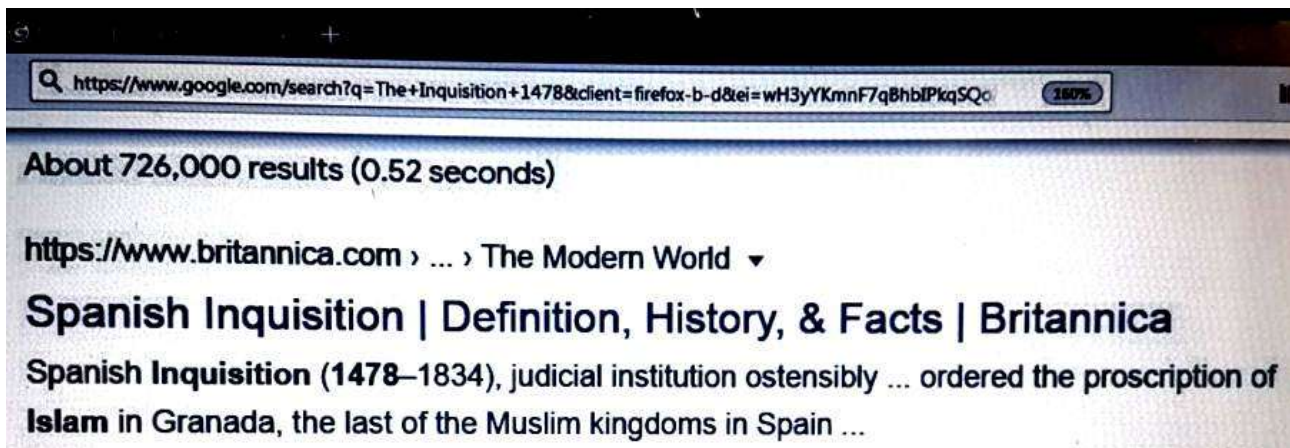 https://www.google.com/search?q=The+Inquisition+1478&client=firefox-b-d&ei=wH3yYKmnF7qBhbIPkqSQo 160%
About 726,000 results (0.52 seconds)
https://www.britannica.com › ... › The Modern World
Spanish Inquisition | Definition, History, & Facts | Britannica
Spanish Inquisition (1478–1834), judicial institution ostensibly ... ordered the proscription of
Islam in Granada, the last of the Muslim kingdoms in Spain ...